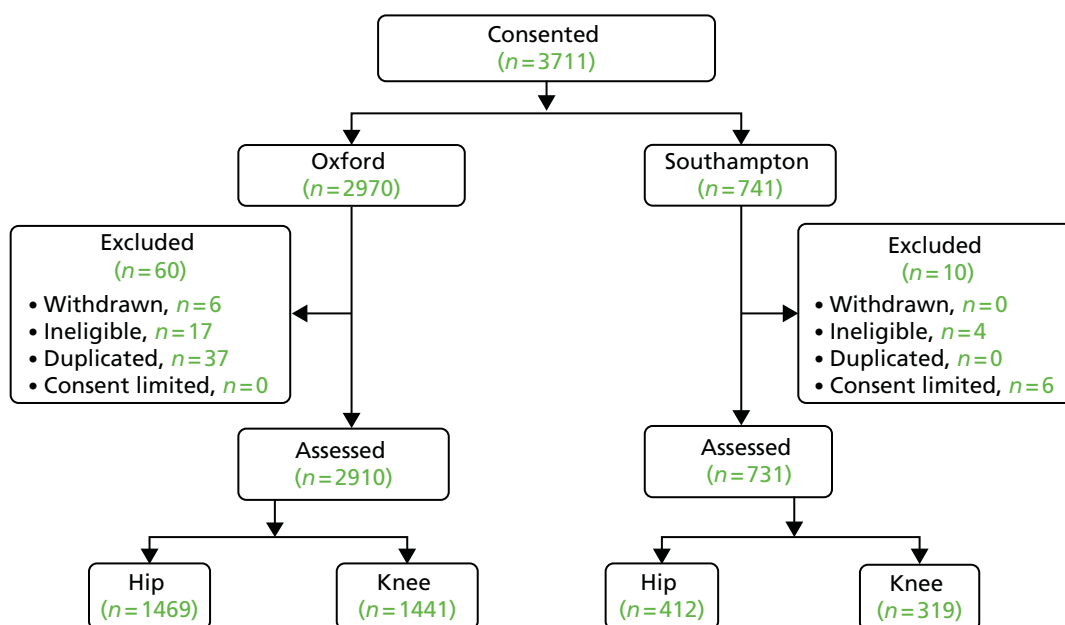 Consented
(n=3711)
Oxford
(n=2970)
Southampton
(n=741)
Excluded
(n=60)
• Withdrawn, n=6
• Ineligible, n=17
• Duplicated, n=37
• Consent limited, n=0
Excluded
(n=10)
• Withdrawn, n=0
• Ineligible, n=4
• Duplicated, n=0
• Consent limited, n=6
Assessed
(n=2910)
Assessed
(n=731)
Hip
(n=1469)
Knee
(n=1441)
Hip
(n=412)
Knee
(n=319)